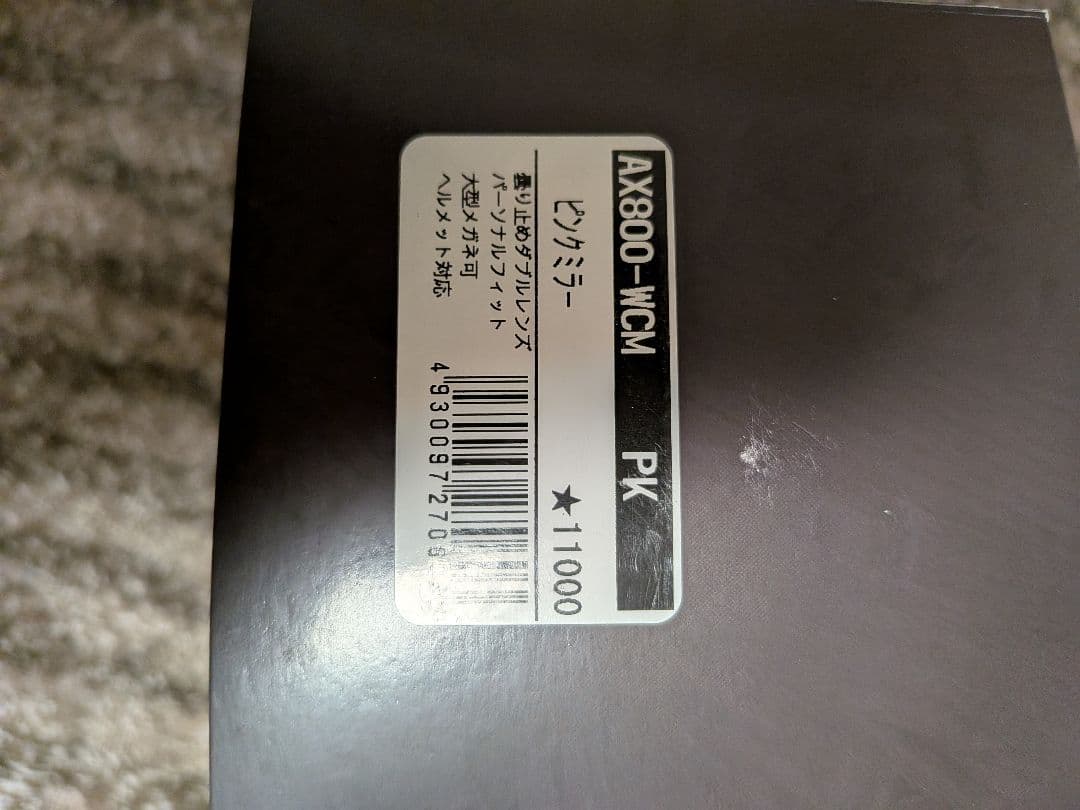 AX800-WCM PK
ピンクミラー ★11000
曇り止めダブルレンズ
パーソナルフィット
大型メガネ可
ヘルメット対応